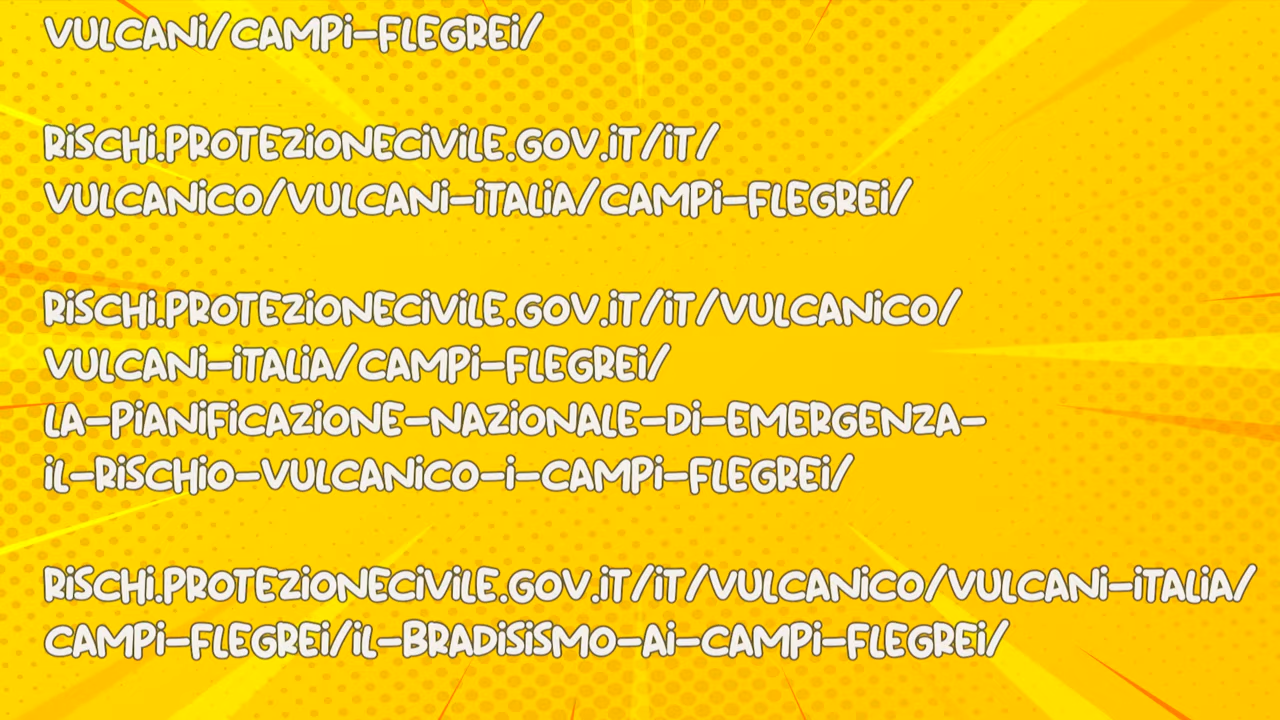 VULCANi/CAMPi-FLEGREi/
RiSCHi.PROTEZiONECiViLE.GOV.iT/iT/
VULCANiCO/VULCANi-iTALiA/CAMPi-FLEGREi/
RiSCHi.PROTEZiONECiViLE.GOV.iT/iT/VULCANiCO/
VULCANi-iTALiA/CAMPi-FLEGREi/
LA-PiANiFiCAZiONE-NAZiONALE-Di-EMERGENZA-
iL-RiSCHiO-VULCANiCO-i-CAMPi-FLEGREi/
RiSCHi.PROTEZiONECiViLE.GOV.iT/iT/VULCANiCO/VULCANi-iTALiA/
CAMPi-FLEGREi/iL-BRADiSiSMO-Ai-CAMPi-FLEGREi/